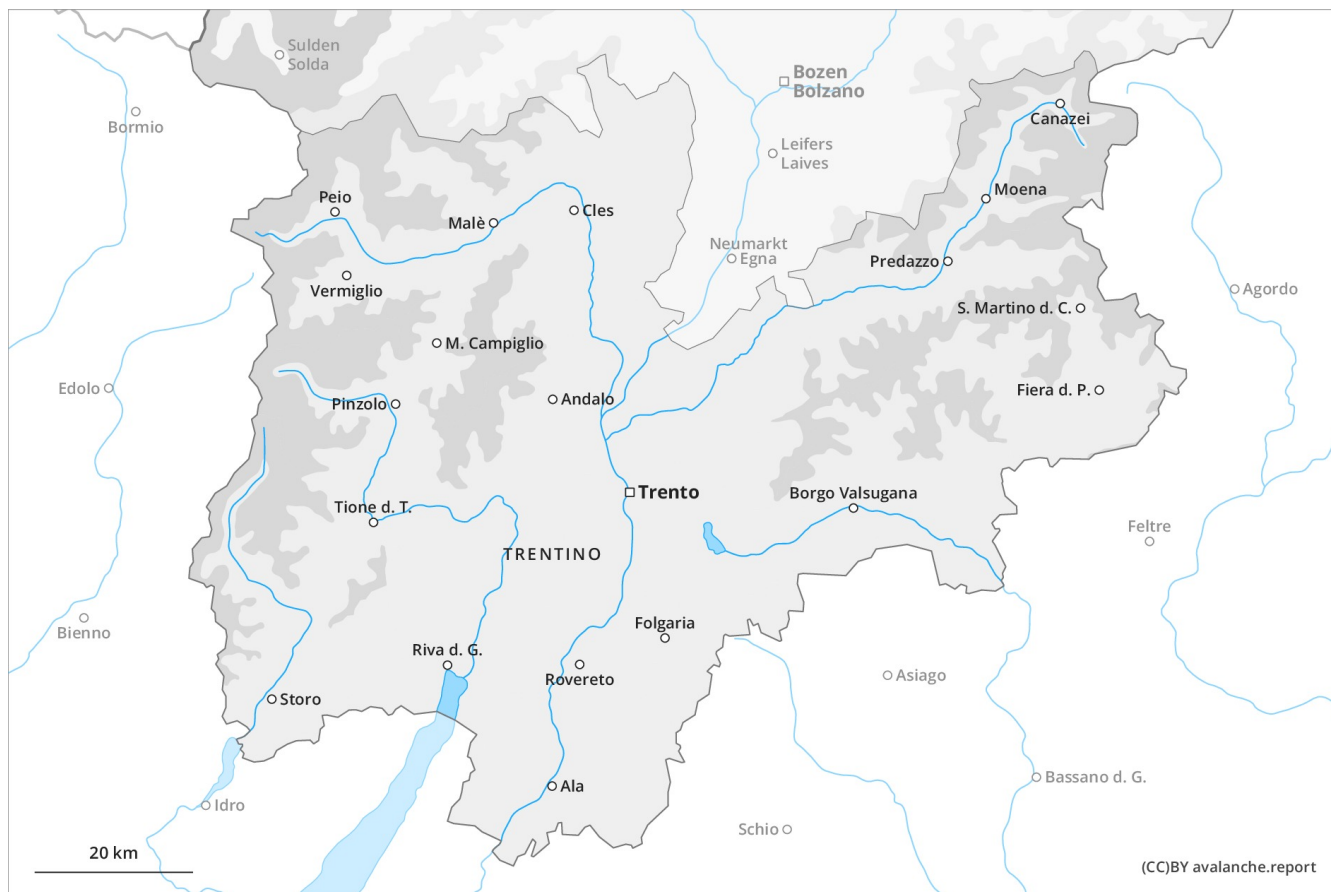 Sulden
Solda
Bozen
Bolzano
Bormio
Canazei
Leifers
Laives
Moena
Peio
Malè
Cles
Neumarkt
Egna
Predazzo
Vermiglio
Agordo
S. Martino d. C.
M. Campiglio
Edolo
Fiera d. P.
Pinzolo
Andalo
Trento
Borgo Valsugana
Tione d. T.
Feltre
TRENTINO
Bienno
Folgaria
Riva d. G.
Rovereto
Asiago
Storo
Bassano d. G.
Ala
Idro
Schio
20 km
(CC)BY avalanche.report